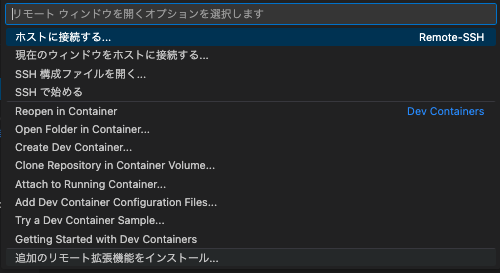 リモート ウィンドウを開くオプションを選択します
ホストに接続する... Remote-SSH
現在のウィンドウをホストに接続する...
SSH 構成ファイルを開く...
SSH で始める
Reopen in Container Dev Containers
Open Folder in Container...
Create Dev Container...
Clone Repository in Container Volume...
Attach to Running Container...
Add Dev Container Configuration Files...
Try a Dev Container Sample...
Getting Started with Dev Containers
追加のリモート拡張機能をインストール...